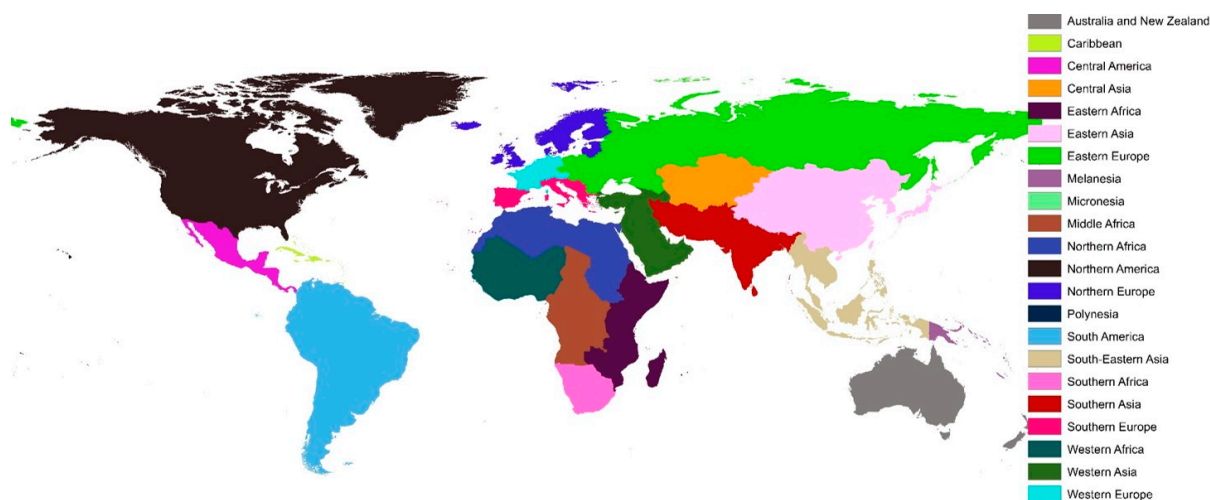 Australia and New Zealand
Caribbean
Central America
Central Asia
Eastern Africa
Eastern Asia
Eastern Europe
Melanesia
Micronesia
Middle Africa
Northern Africa
Northern America
Northern Europe
Polynesia
South America
South-Eastern Asia
Southern Africa
Southern Asia
Southern Europe
Western Africa
Western Asia
Western Europe